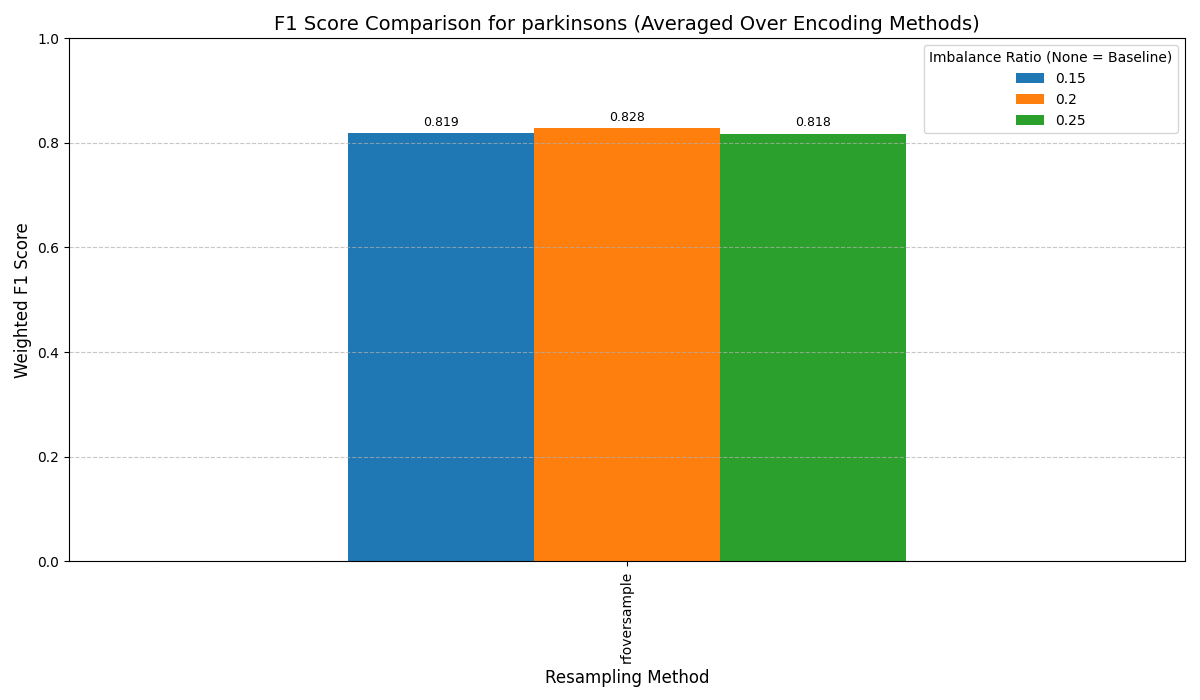 F1 Score Comparison for parkinsons (Averaged Over Encoding Methods)
Imbalance Ratio (None = Baseline)
0.15
0.2
0.25
0.819
0.828
0.818
1.0
0.8
0.6
0.4
0.2
0.0
Weighted F1 Score
rfoversample
Resampling Method